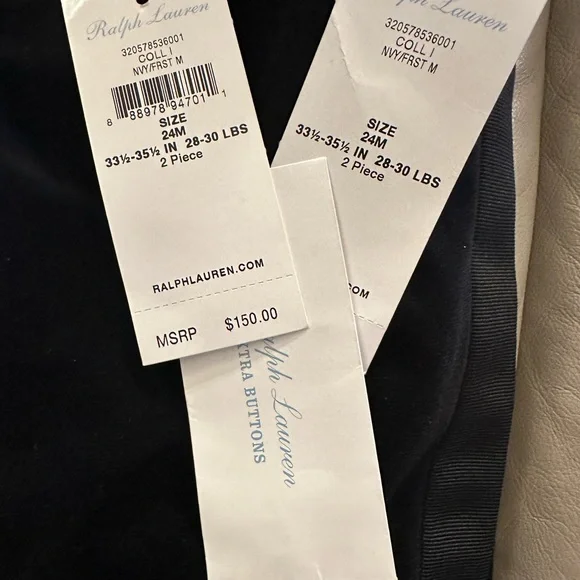 Ralph Lauren
320578536001
COLL I
NVY/FRST M
8 88978 94701 1
SIZE
24M
33½-35½ IN 28-30 LBS
2 Piece
RALPHLAUREN.COM
MSRP $150.00
Ralph Lauren
320578536001
COLL I
NVY/FRST M
SIZE
24M
33½-35½ IN 28-30 LBS
2 Piece
.COM
alph Lauren
XTRA BUTTONS